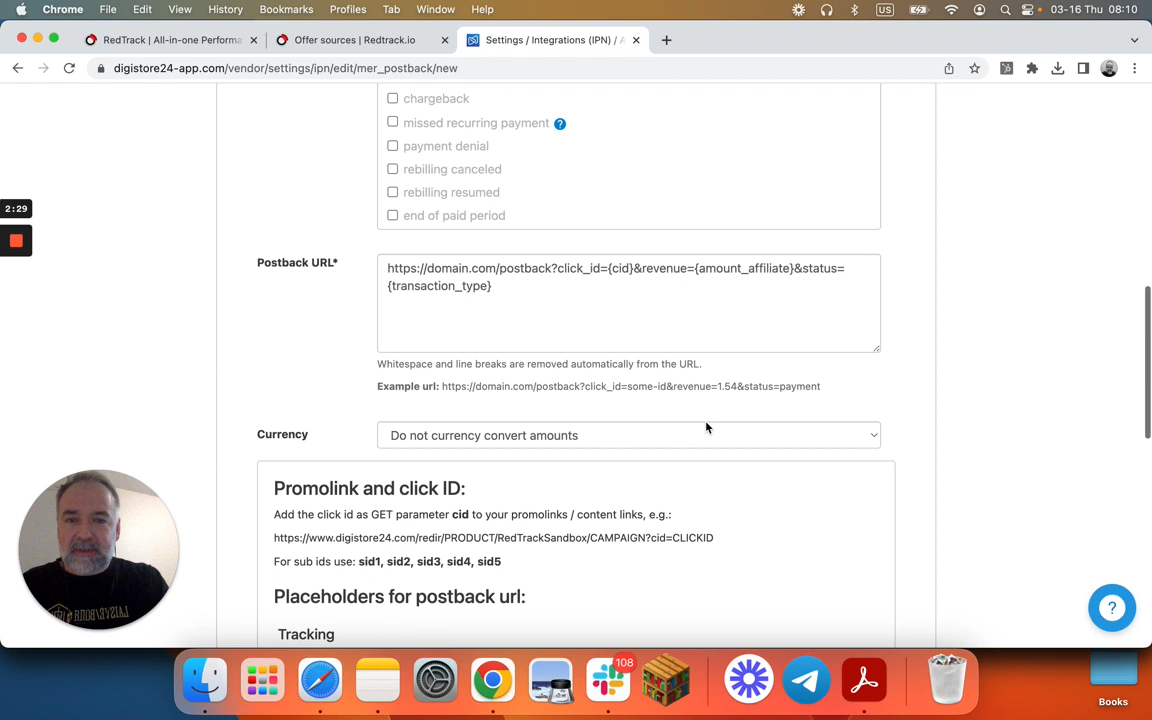 Chrome File Edit View History Bookmarks Profiles Tab Window Help US 03-16 Thu 08:10
RedTrack | All-in-one Performa Offer sources | Redtrack.io Settings / Integrations (IPN) / A
digistore24-app.com/vendor/settings/ipn/edit/mer_postback/new
chargeback
missed recurring payment ?
payment denial
rebilling canceled
rebilling resumed
end of paid period
2:29
Postback URL*
https://domain.com/postback?click_id={cid}&revenue={amount_affiliate}&status=
{transaction_type}
Whitespace and line breaks are removed automatically from the URL.
Example url: https://domain.com/postback?click_id=some-id&revenue=1.54&status=payment
Currency
Do not currency convert amounts
Promolink and click ID:
Add the click id as GET parameter cid to your promolinks / content links, e.g.:
https://www.digistore24.com/redir/PRODUCT/RedTrackSandbox/CAMPAIGN?cid=CLICKID
For sub ids use: sid1, sid2, sid3, sid4, sid5
Placeholders for postback url:
Tracking
?
108
Books